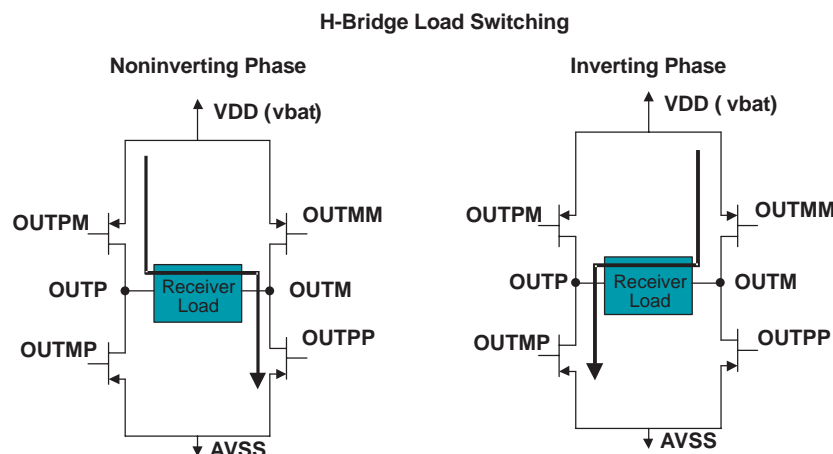 H-Bridge Load Switching
Noninverting Phase
VDD (vbat)
OUTPM
OUTMM
OUTP
Receiver
Load
OUTM
OUTMP
OUTPP
AVSS
Inverting Phase
VDD ( vbat)
OUTPM
OUTMM
OUTP
Receiver
Load
OUTM
OUTMP
OUTPP
AVSS